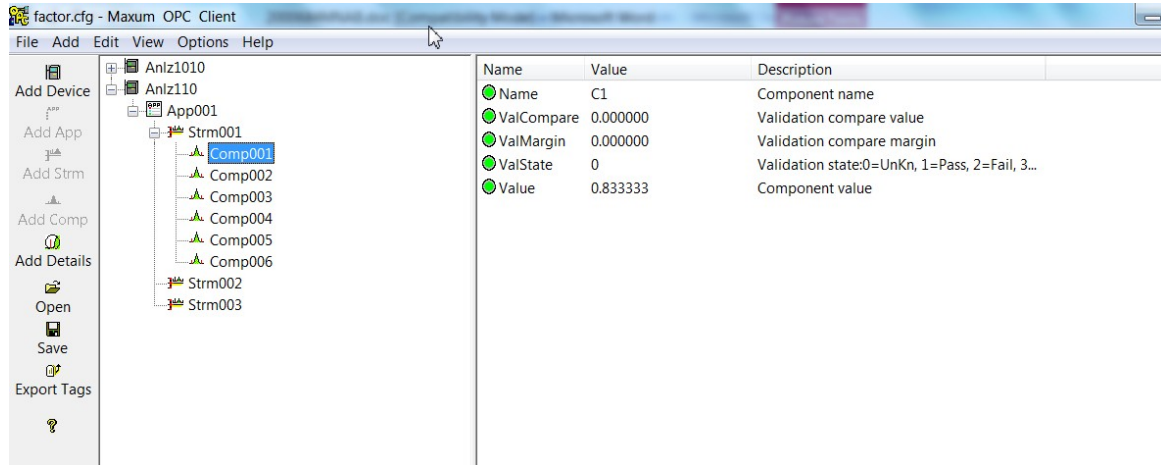 factor.cfg - Maxum OPC Client
File Add Edit View Options Help
Add Device
APP
Add App
Add Strm
Add Comp
Add Details
Open
Save
Export Tags
Anlz1010
Anlz110
APP App001
Strm001
Comp001
Comp002
Comp003
Comp004
Comp005
Comp006
Strm002
Strm003
Name Value Description
Name C1 Component name
ValCompare 0.000000 Validation compare value
ValMargin 0.000000 Validation compare margin
ValState 0 Validation state:0=UnKn, 1=Pass, 2=Fail, 3...
Value 0.833333 Component value